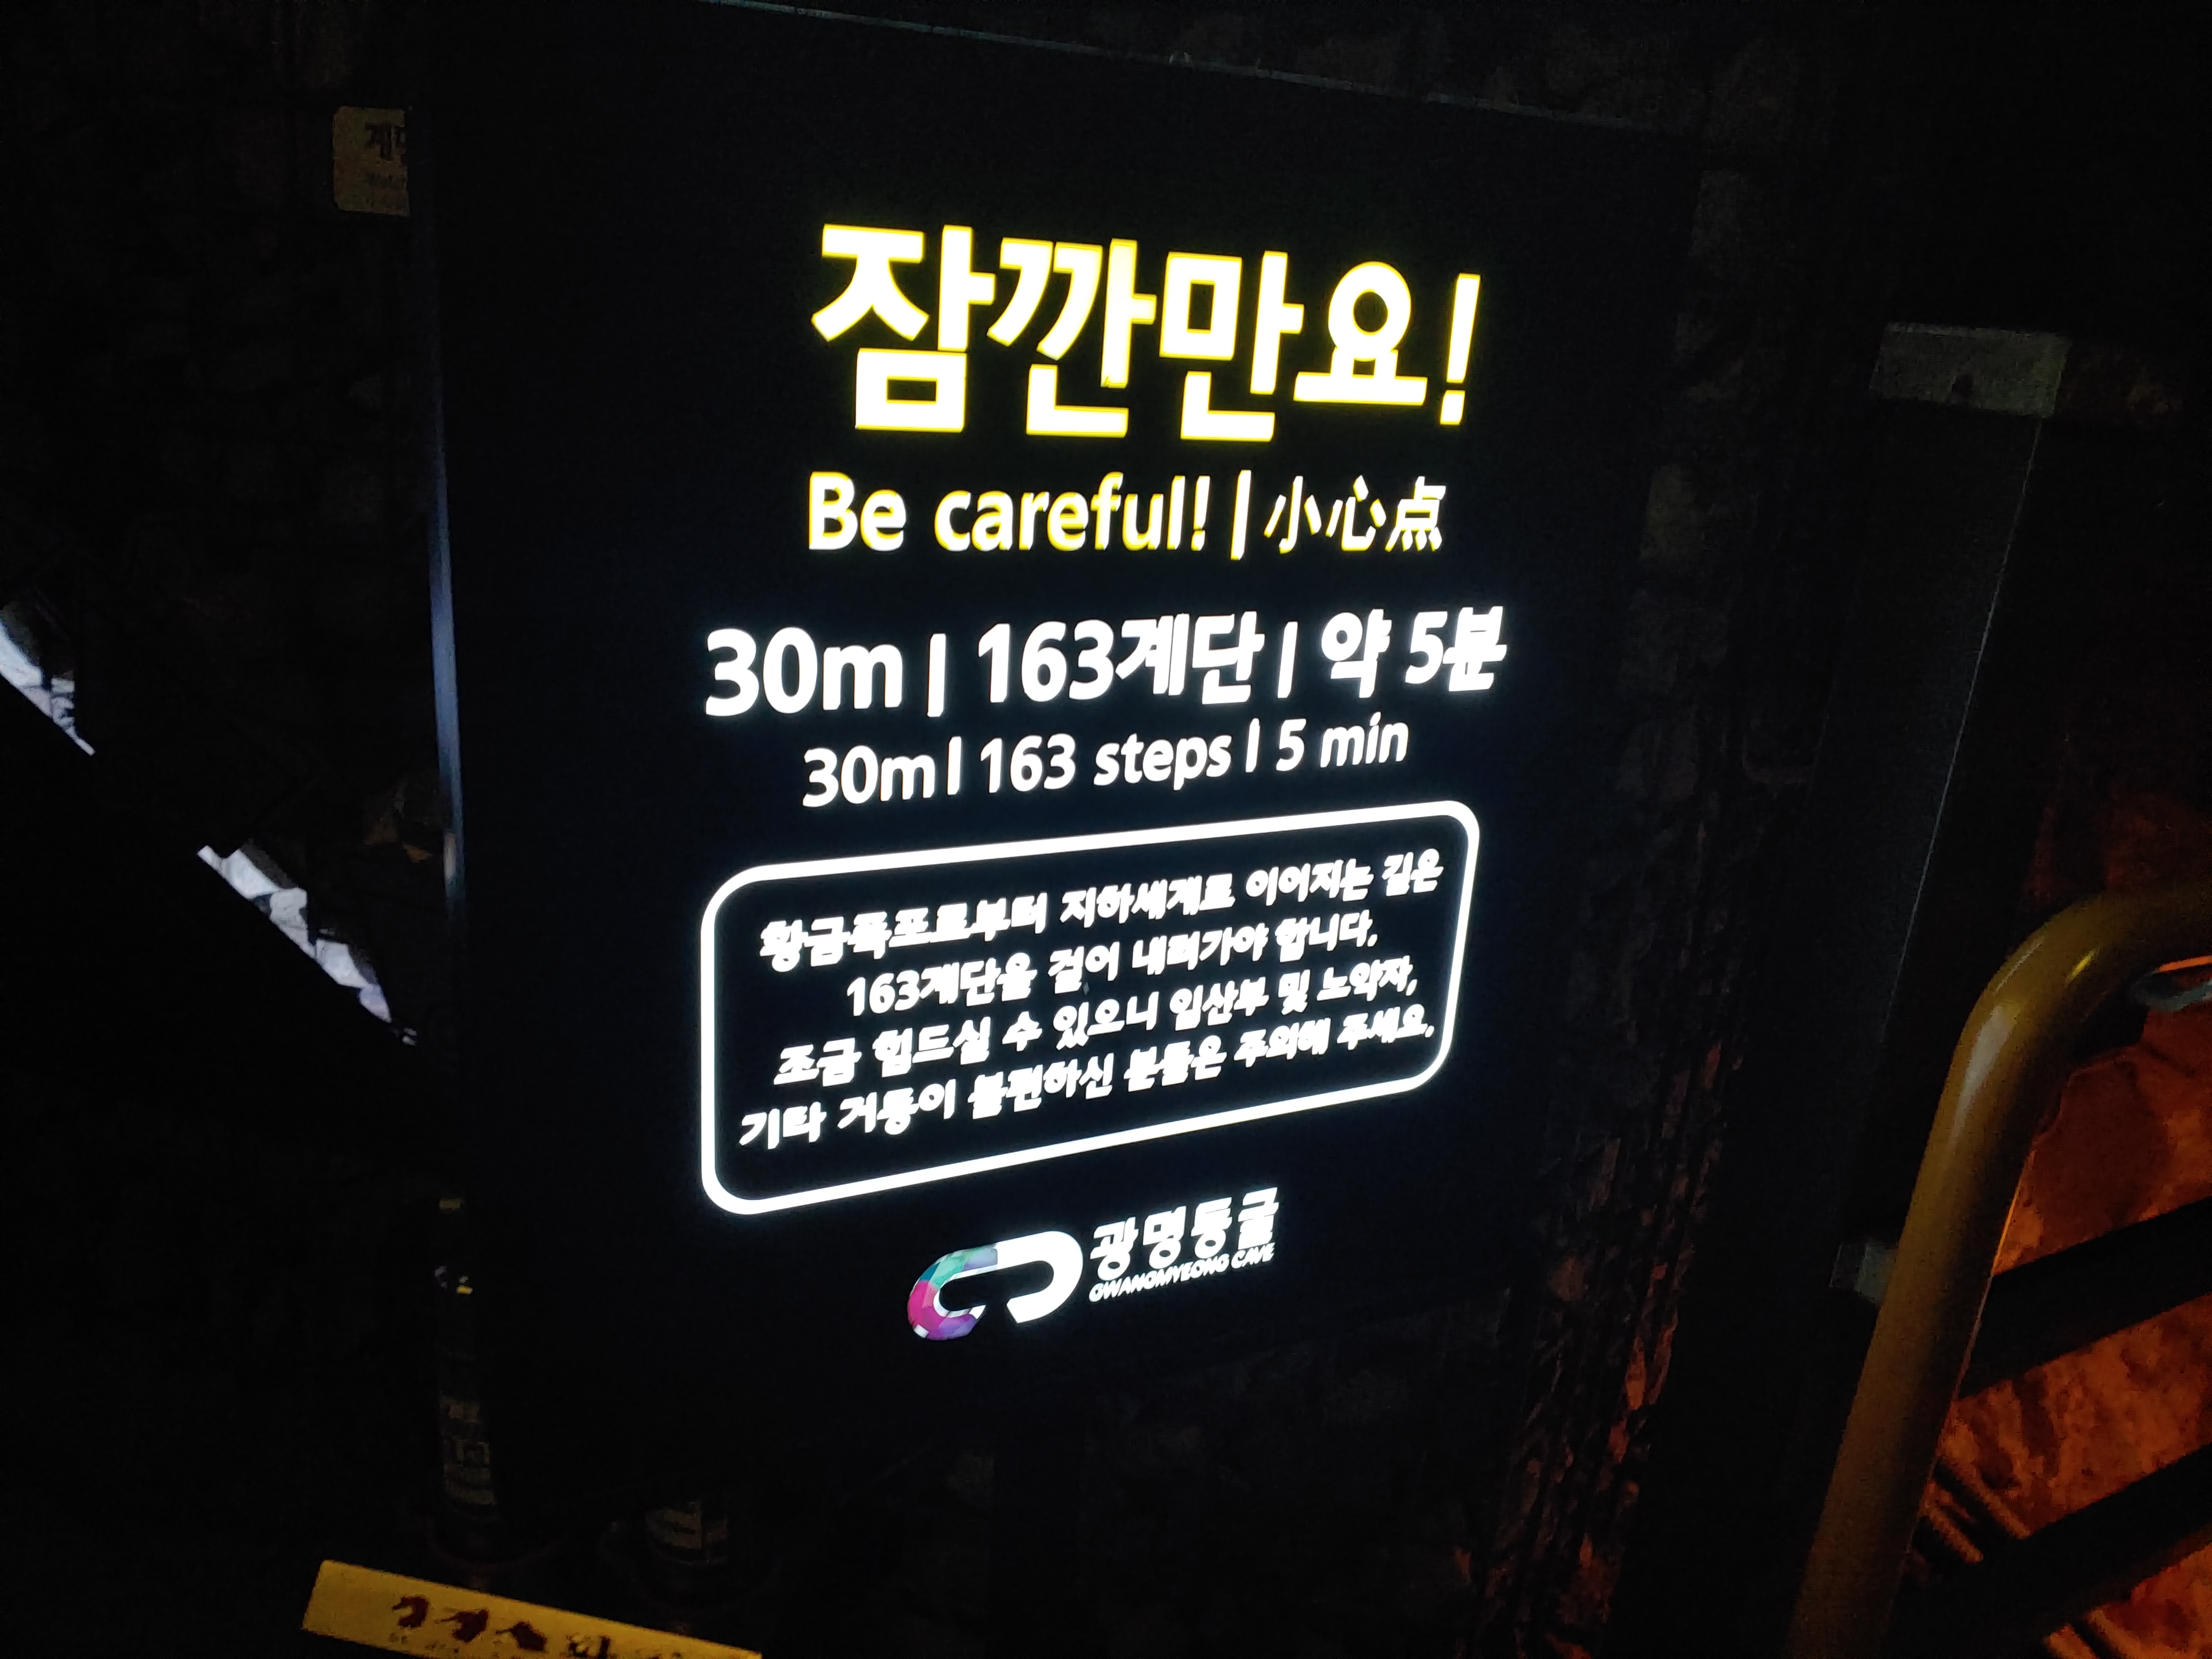 잠깐만요!
Be careful! | 小心点
30m | 163계단 | 약 5분
30m | 163 steps | 5 min
황금폭포로부터 지하세계로 이어지는 길은
163계단을 걸어 내려가야 합니다.
조금 힘드실 수 있으니 임산부 및 노약자,
기타 거동이 불편하신 분들은 주의해 주세요.
광명동굴
GWANGMYEONG CAVE